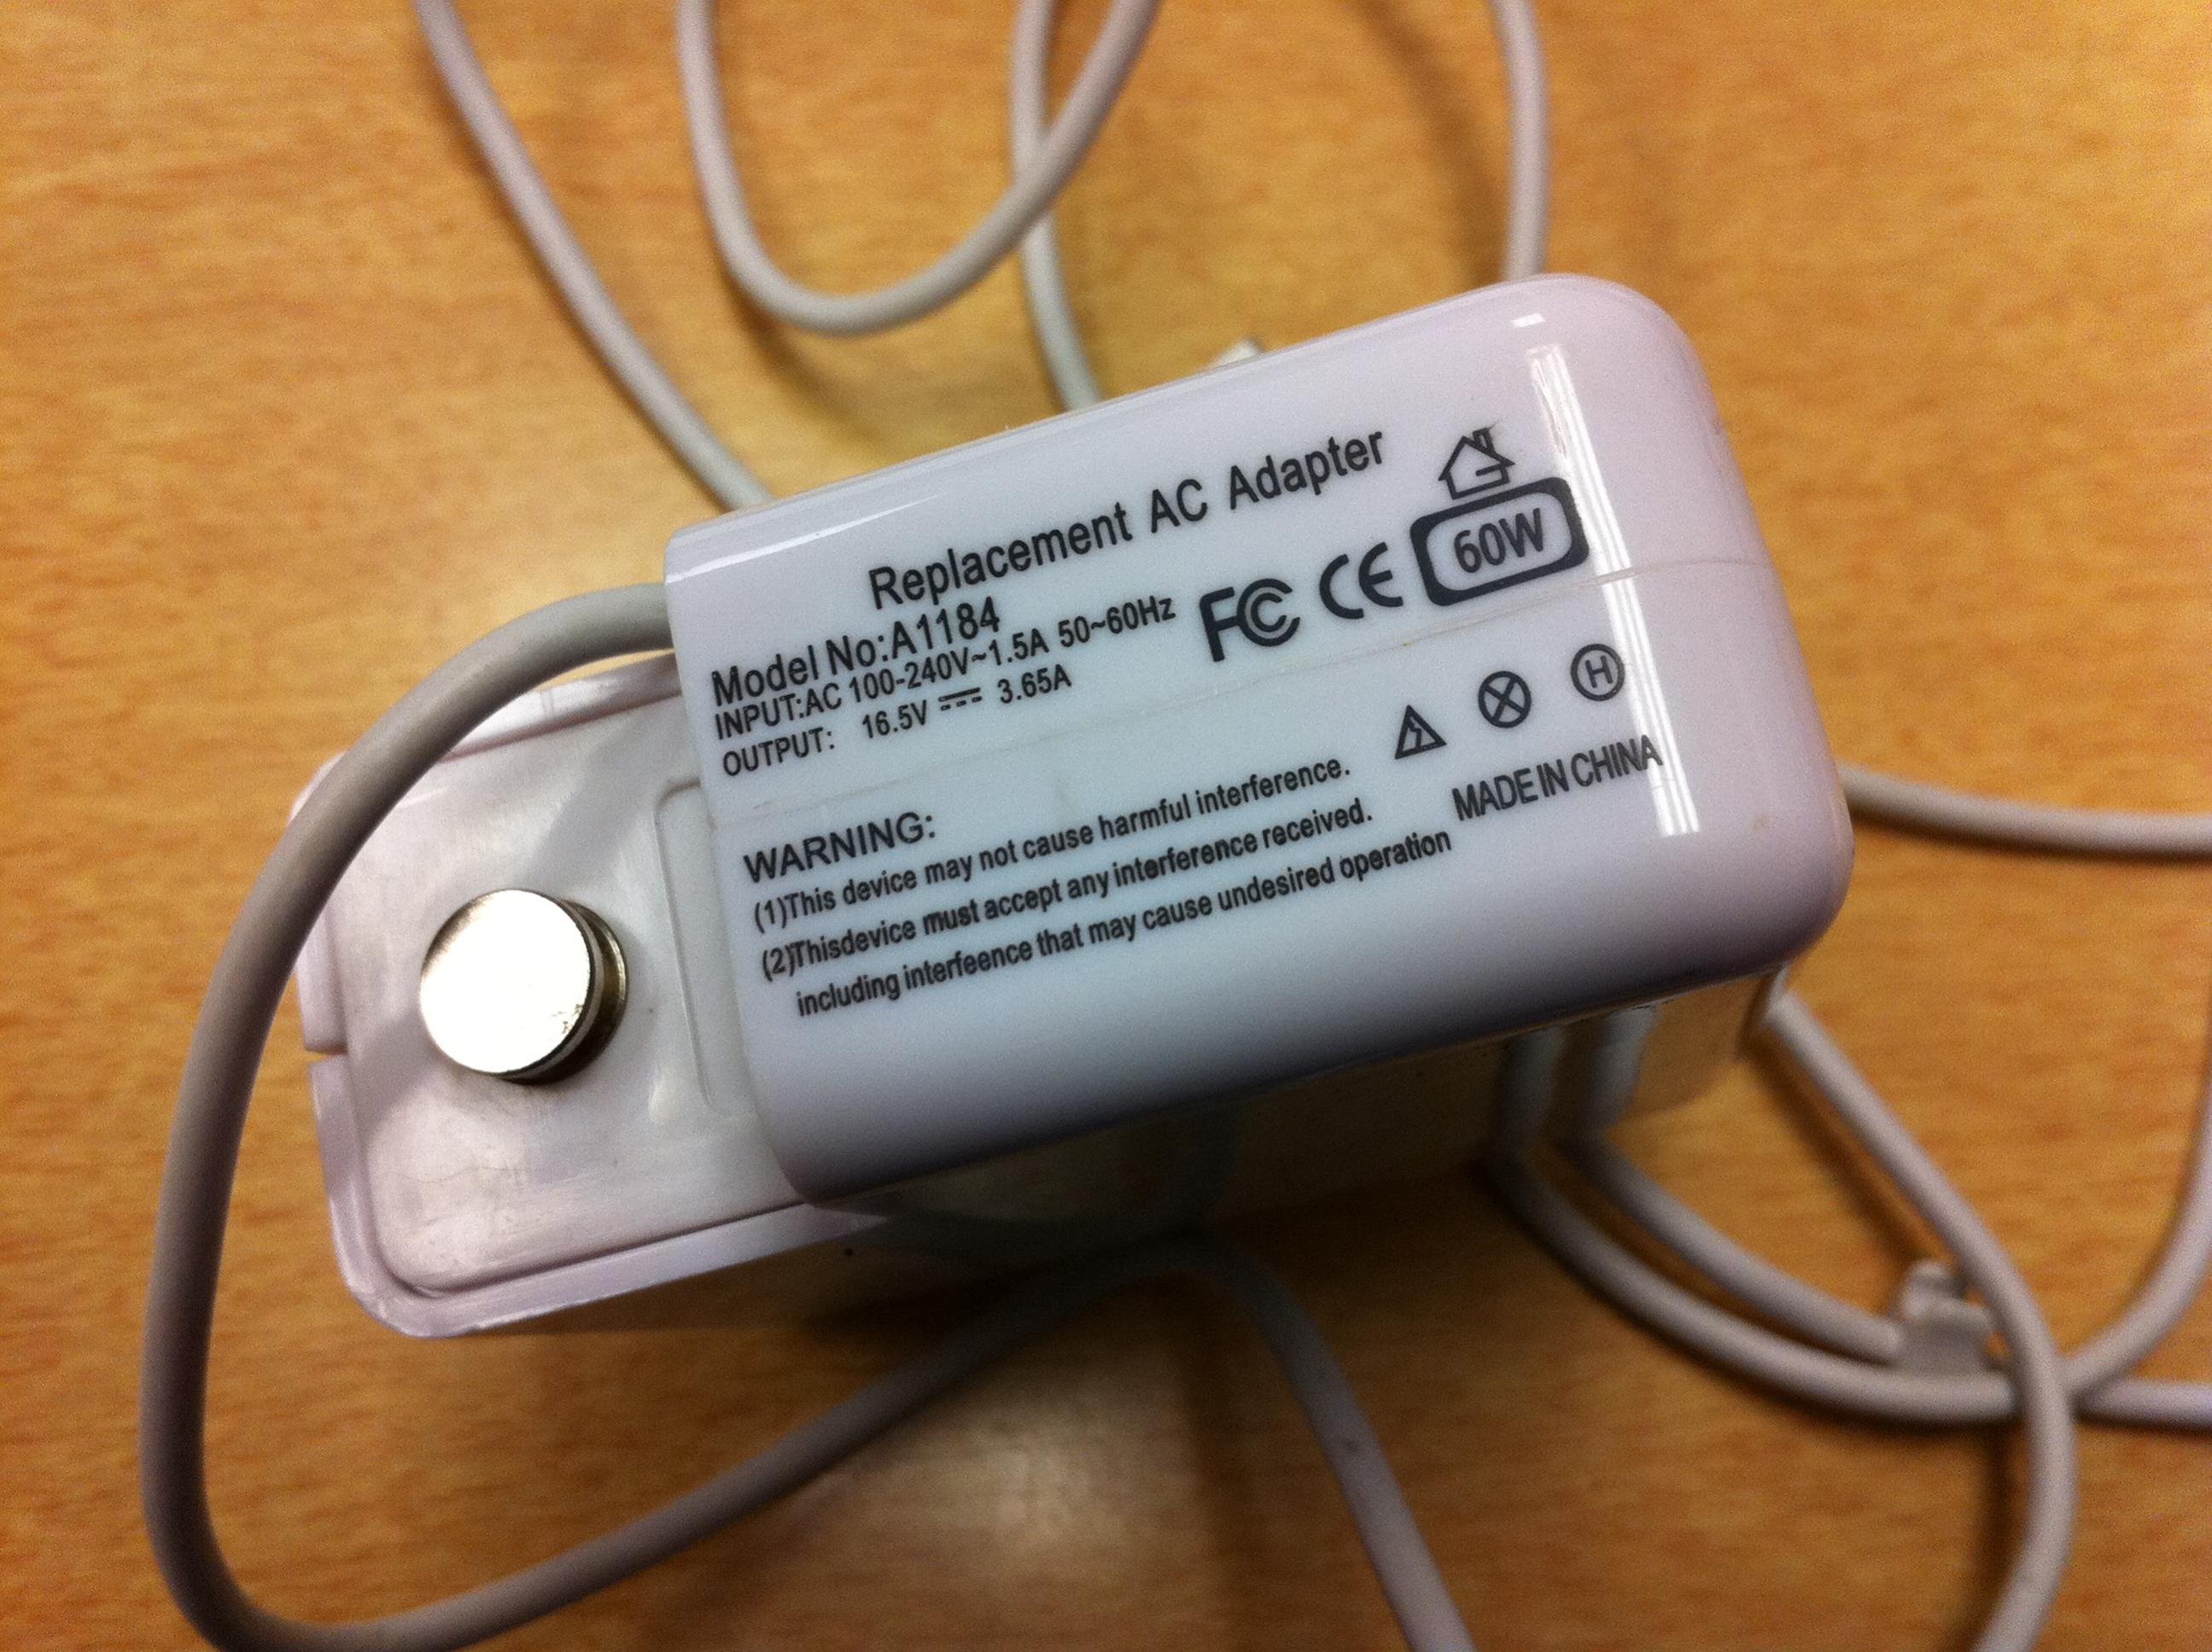 Replacement AC Adapter
Model No:A1184
INPUT:AC 100-240V~1.5A 50~60Hz
OUTPUT: 16.5V ⎓ 3.65A
FC CE 60W
WARNING:
(1)This device may not cause harmful interference.
(2)Thisdevice must accept any interference received.
including interfeence that may cause undesired operation
H
MADE IN CHINA